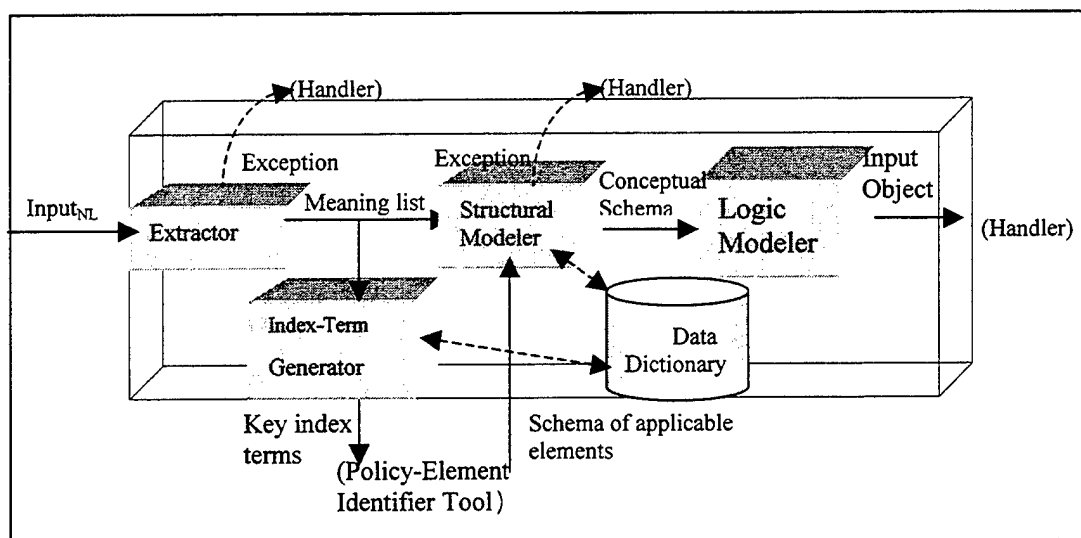 (Handler)
(Handler)
Exception
Exception
Input
Object
Conceptual
Schema
Meaning list
Input_NL
Extractor
Structural
Modeler
Logic
Modeler
(Handler)
Index-Term
Generator
Data
Dictionary
Key index
terms
Schema of applicable
elements
(Policy-Element
Identifier Tool)